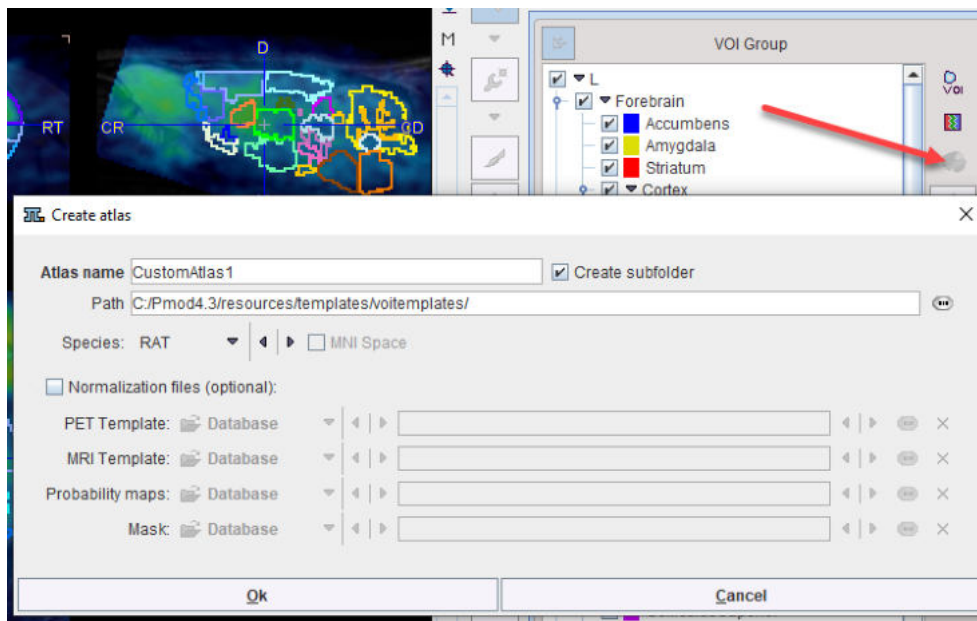 D
RT
CR
CD
M
VOI Group
VOI
L
Forebrain
Accumbens
Amygdala
Striatum
Cortex
Create atlas
Atlas name CustomAtlas1
Create subfolder
Path C:/Pmod4.3/resources/templates/voitemplates/
Species: RAT
MNI Space
Normalization files (optional):
PET Template: Database
MRI Template: Database
Probability maps: Database
Mask: Database
Ok
Cancel